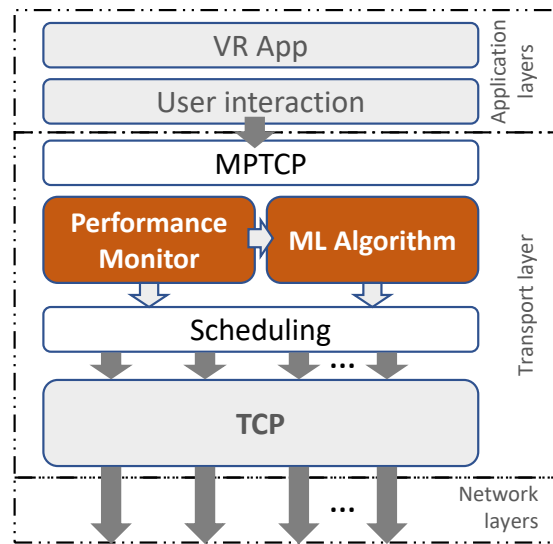 VR App
User interaction
Application
layers
MPTCP
Performance
Monitor
ML Algorithm
Scheduling
...
TCP
Transport layer
...
Network
layers